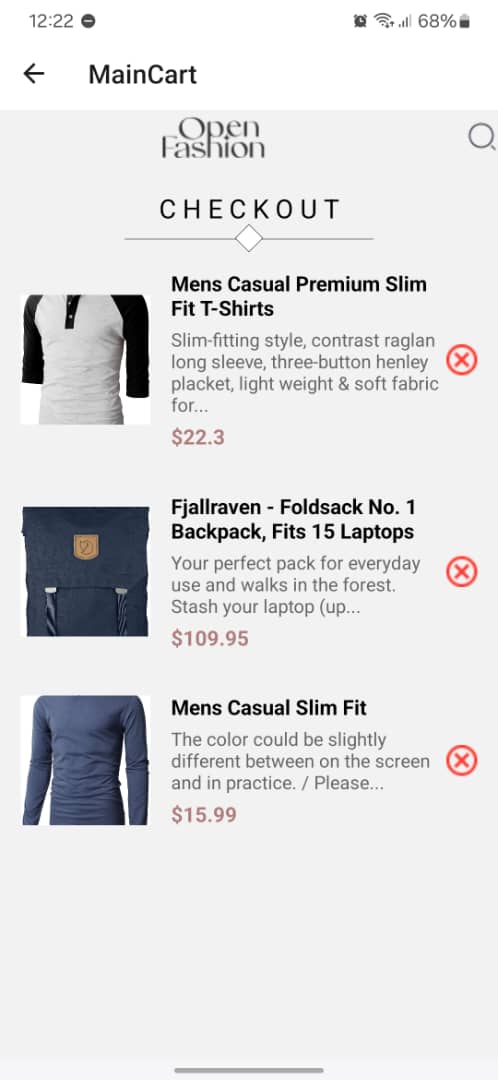 12:22
68%
MainCart
Open
Fashion
CHECKOUT
Mens Casual Premium Slim
Fit T-Shirts
Slim-fitting style, contrast raglan
long sleeve, three-button henley
placket, light weight & soft fabric
for...
$22.3
Fjallraven - Foldsack No. 1
Backpack, Fits 15 Laptops
Your perfect pack for everyday
use and walks in the forest.
Stash your laptop (up...
$109.95
Mens Casual Slim Fit
The color could be slightly
different between on the screen
and in practice. / Please...
$15.99